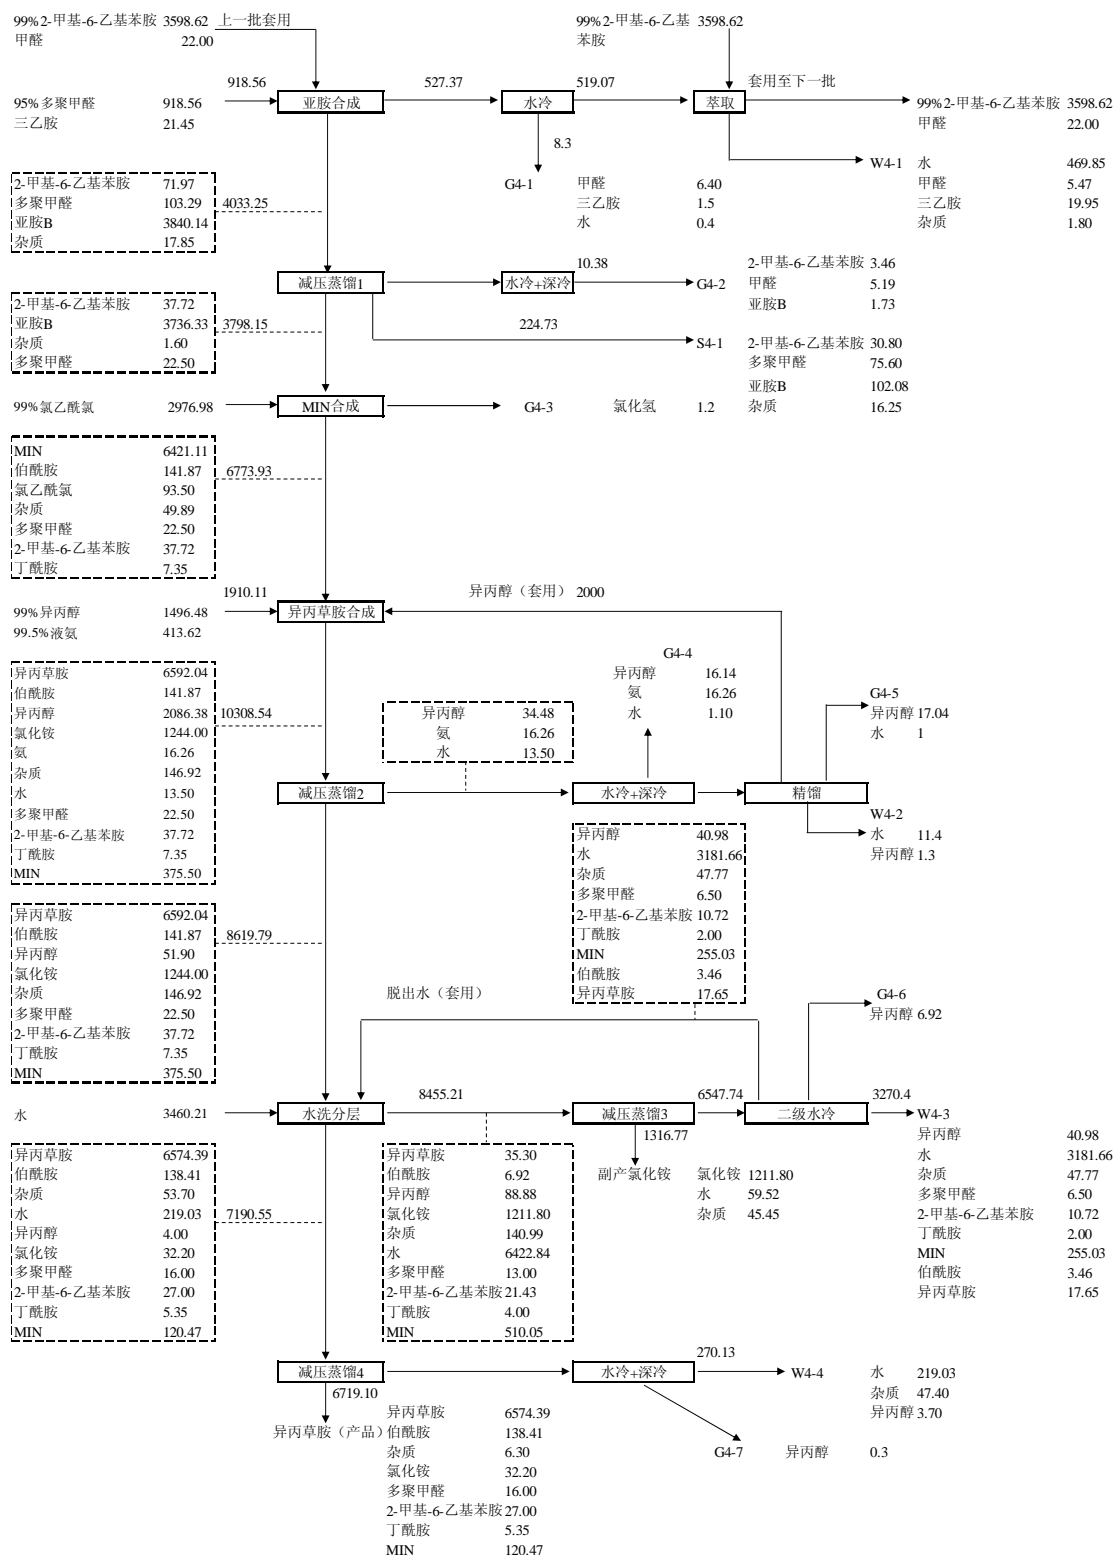 99%2-甲基-6-乙基苯胺 3598.62 上一批套用
甲醛 22.00
99%2-甲基-6-乙基 3598.62
苯胺
918.56
527.37
519.07
套用至下一批
95%多聚甲醛 918.56
三乙胺 21.45
亚胺合成
水冷
萃取
99%2-甲基-6-乙基苯胺 3598.62
甲醛 22.00
8.3
G4-1
甲醛 6.40
三乙胺 1.5
水 0.4
W4-1
水 469.85
甲醛 5.47
三乙胺 19.95
杂质 1.80
2-甲基-6-乙基苯胺 71.97
多聚甲醛 103.29
亚胺B 3840.14
杂质 17.85
4033.25
减压蒸馏1
水冷+深冷
10.38
G4-2
2-甲基-6-乙基苯胺 3.46
甲醛 5.19
亚胺B 1.73
2-甲基-6-乙基苯胺 37.72
亚胺B 3736.33
杂质 1.60
多聚甲醛 22.50
3798.15
224.73
S4-1
2-甲基-6-乙基苯胺 30.80
多聚甲醛 75.60
亚胺B 102.08
杂质 16.25
99%氯乙酰氯 2976.98
MIN合成
G4-3
氯化氢 1.2
MIN 6421.11
伯酰胺 141.87
氯乙酰氯 93.50
杂质 49.89
多聚甲醛 22.50
2-甲基-6-乙基苯胺 37.72
丁酰胺 7.35
6773.93
1910.11
异丙醇（套用） 2000
99%异丙醇 1496.48
99.5%液氨 413.62
异丙草胺合成
异丙草胺 6592.04
伯酰胺 141.87
异丙醇 2086.38
氯化铵 1244.00
氨 16.26
杂质 146.92
水 13.50
多聚甲醛 22.50
2-甲基-6-乙基苯胺 37.72
丁酰胺 7.35
MIN 375.50
10308.54
异丙醇 34.48
氨 16.26
水 13.50
G4-4
异丙醇 16.14
氨 16.26
水 1.10
G4-5
异丙醇 17.04
水 1
减压蒸馏2
水冷+深冷
精馏
W4-2
水 11.4
异丙醇 1.3
异丙醇 40.98
水 3181.66
杂质 47.77
多聚甲醛 6.50
2-甲基-6-乙基苯胺 10.72
丁酰胺 2.00
MIN 255.03
伯酰胺 3.46
异丙草胺 17.65
异丙草胺 6592.04
伯酰胺 141.87
异丙醇 51.90
氯化铵 1244.00
杂质 146.92
多聚甲醛 22.50
2-甲基-6-乙基苯胺 37.72
丁酰胺 7.35
MIN 375.50
8619.79
脱出水（套用）
G4-6
异丙醇 6.92
水 3460.21
水洗分层
8455.21
减压蒸馏3
6547.74
二级水冷
3270.4
W4-3
异丙醇 40.98
水 3181.66
杂质 47.77
多聚甲醛 6.50
2-甲基-6-乙基苯胺 10.72
丁酰胺 2.00
MIN 255.03
伯酰胺 3.46
异丙草胺 17.65
1316.77
副产氯化铵
氯化铵 1211.80
水 59.52
杂质 45.45
异丙草胺 6574.39
伯酰胺 138.41
杂质 53.70
水 219.03
异丙醇 4.00
氯化铵 32.20
多聚甲醛 16.00
2-甲基-6-乙基苯胺 27.00
丁酰胺 5.35
MIN 120.47
7190.55
异丙草胺 35.30
伯酰胺 6.92
异丙醇 88.88
氯化铵 1211.80
杂质 140.99
水 6422.84
多聚甲醛 13.00
2-甲基-6-乙基苯胺 21.43
丁酰胺 4.00
MIN 510.05
减压蒸馏4
水冷+深冷
270.13
W4-4
水 219.03
杂质 47.40
异丙醇 3.70
6719.10
异丙草胺（产品）
异丙草胺 6574.39
伯酰胺 138.41
杂质 6.30
氯化铵 32.20
多聚甲醛 16.00
2-甲基-6-乙基苯胺 27.00
丁酰胺 5.35
MIN 120.47
G4-7
异丙醇 0.3